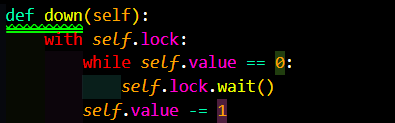 def down(self):
    with self.lock:
        while self.value == 0:
            self.lock.wait()
        self.value -= 1